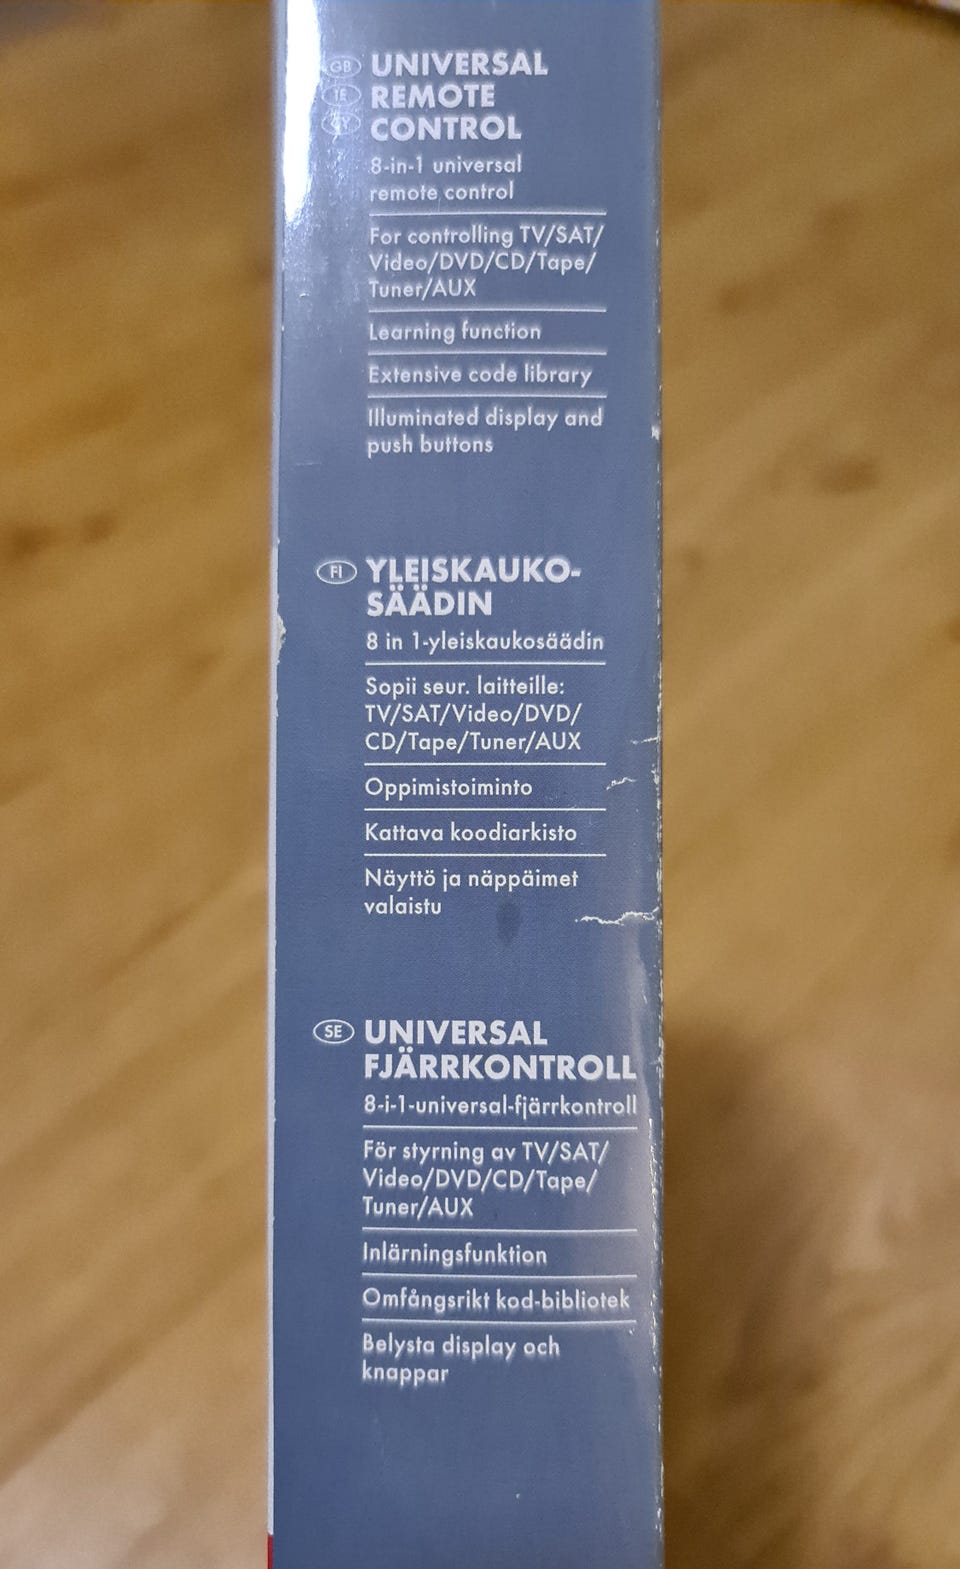 GB UNIVERSAL
IE REMOTE
CY CONTROL
8-in-1 universal
remote control
For controlling TV/SAT/
Video/DVD/CD/Tape/
Tuner/AUX
Learning function
Extensive code library
Illuminated display and
push buttons
FI YLEISKAUKO-
SÄÄDIN
8 in 1-yleiskaukosäädin
Sopii seur. laitteille:
TV/SAT/Video/DVD/
CD/Tape/Tuner/AUX
Oppimistoiminto
Kattava koodiarkisto
Näyttö ja näppäimet
valaistu
SE UNIVERSAL
FJÄRRKONTROLL
8-i-1-universal-fjärrkontroll
För styrning av TV/SAT/
Video/DVD/CD/Tape/
Tuner/AUX
Inlärningsfunktion
Omfångsrikt kod-bibliotek
Belysta display och
knappar